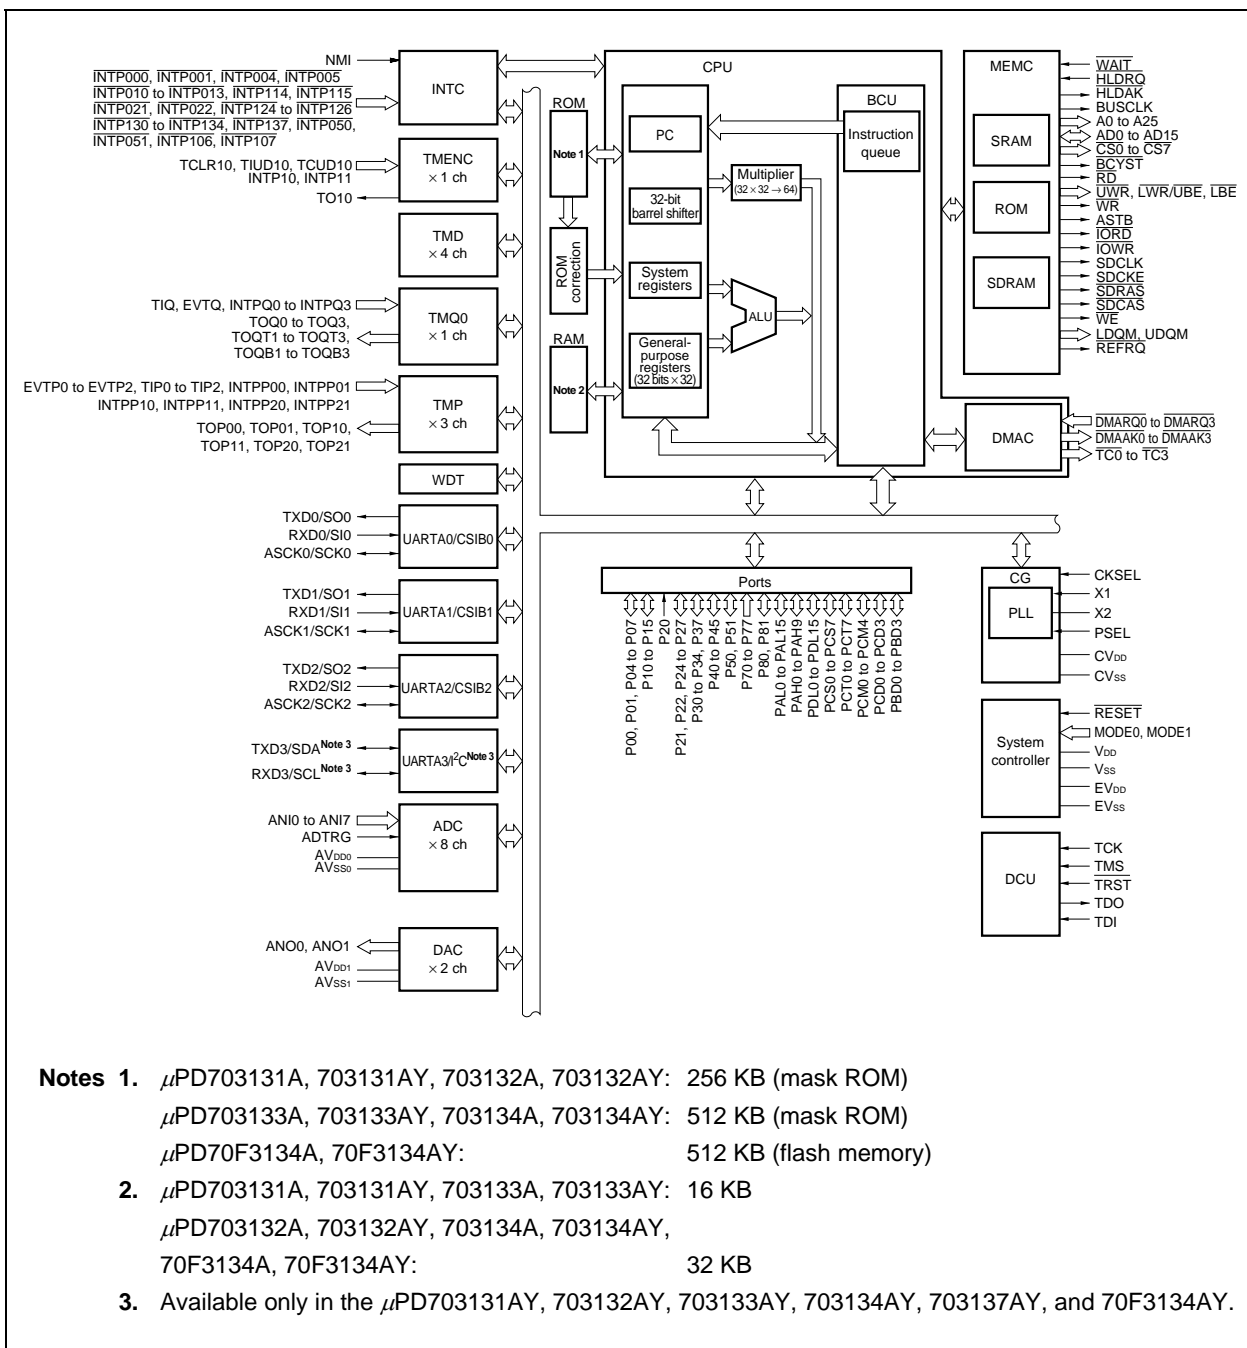 NMI
INTP000, INTP001, INTP004, INTP005
INTP010 to INTP013, INTP114, INTP115
INTP021, INTP022, INTP124 to INTP126
INTP130 to INTP134, INTP137, INTP050,
INTP051, INTP106, INTP107
INTC
TCLR10, TIUD10, TCUD10
INTP10, INTP11
TO10
TMENC
× 1 ch
TMD
× 4 ch
TIQ, EVTQ, INTPQ0 to INTPQ3
TOQ0 to TOQ3,
TOQT1 to TOQT3,
TOQB1 to TOQB3
TMQ0
× 1 ch
EVTP0 to EVTP2, TIP0 to TIP2, INTPP00, INTPP01
INTPP10, INTPP11, INTPP20, INTPP21
TOP00, TOP01, TOP10,
TOP11, TOP20, TOP21
TMP
× 3 ch
WDT
TXD0/SO0
RXD0/SI0
ASCK0/SCK0
UARTA0/CSIB0
TXD1/SO1
RXD1/SI1
ASCK1/SCK1
UARTA1/CSIB1
TXD2/SO2
RXD2/SI2
ASCK2/SCK2
UARTA2/CSIB2
TXD3/SDA Note 3
RXD3/SCL Note 3
UARTA3/I²C Note 3
ANI0 to ANI7
ADTRG
AVDD0
AVSS0
ADC
× 8 ch
ANO0, ANO1
AVDD1
AVSS1
DAC
× 2 ch
ROM
Note 1
ROM
correction
RAM
Note 2
CPU
PC
32-bit
barrel shifter
System
registers
General-
purpose
registers
(32 bits × 32)
Multiplier
(32 × 32 → 64)
ALU
BCU
Instruction
queue
DMAC
DMARQ0 to DMARQ3
DMAAK0 to DMAAK3
TC0 to TC3
MEMC
SRAM
ROM
SDRAM
WAIT
HLDRQ
HLDAK
BUSCLK
A0 to A25
AD0 to AD15
CS0 to CS7
BCYST
RD
UWR, LWR/UBE, LBE
WR
ASTB
IORD
IOWR
SDCLK
SDCKE
SDRAS
SDCAS
WE
LDQM, UDQM
REFRQ
Ports
P00, P01, P04 to P07
P10 to P15
P20
P21, P22, P24 to P27
P30 to P34, P37
P40 to P45
P50, P51
P70 to P77
P80, P81
PAL0 to PAL15
PAH0 to PAH9
PDL0 to PDL15
PCS0 to PCS7
PCT0 to PCT7
PCM0 to PCM4
PCD0 to PCD3
PBD0 to PBD3
CG
PLL
CKSEL
X1
X2
PSEL
CVDD
CVSS
System
controller
RESET
MODE0, MODE1
VDD
VSS
EVDD
EVSS
DCU
TCK
TMS
TRST
TDO
TDI
Notes 1. μPD703131A, 703131AY, 703132A, 703132AY: 256 KB (mask ROM)
μPD703133A, 703133AY, 703134A, 703134AY: 512 KB (mask ROM)
μPD70F3134A, 70F3134AY: 512 KB (flash memory)
2. μPD703131A, 703131AY, 703133A, 703133AY: 16 KB
μPD703132A, 703132AY, 703134A, 703134AY,
70F3134A, 70F3134AY: 32 KB
3. Available only in the μPD703131AY, 703132AY, 703133AY, 703134AY, 703137AY, and 70F3134AY.